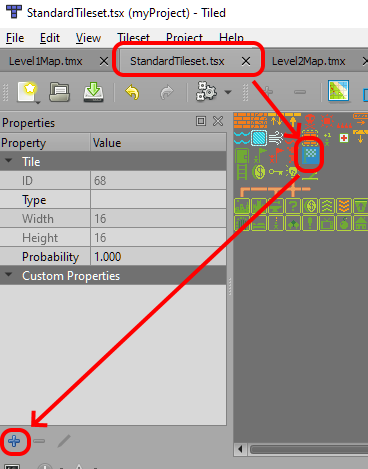 StandardTileset.tsx (myProject) - Tiled
File Edit View Tileset Project Help
Level1Map.tmx StandardTileset.tsx Level2Map.tmx
Properties
Property Value
Tile
ID 68
Type
Width 16
Height 16
Probability 1.000
Custom Properties